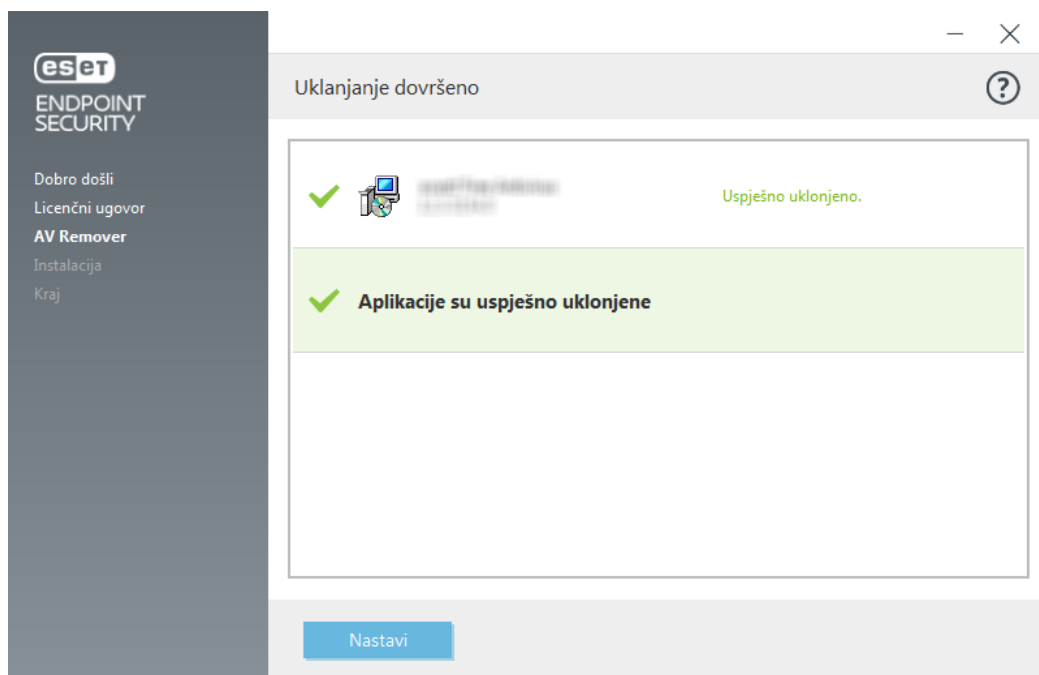 eset
ENDPOINT
SECURITY
Dobro došli
Licenčni ugovor
AV Remover
Instalacija
Kraj
Uklanjanje dovršeno
?
Uspješno uklonjeno.
Aplikacije su uspješno uklonjene
Nastavi